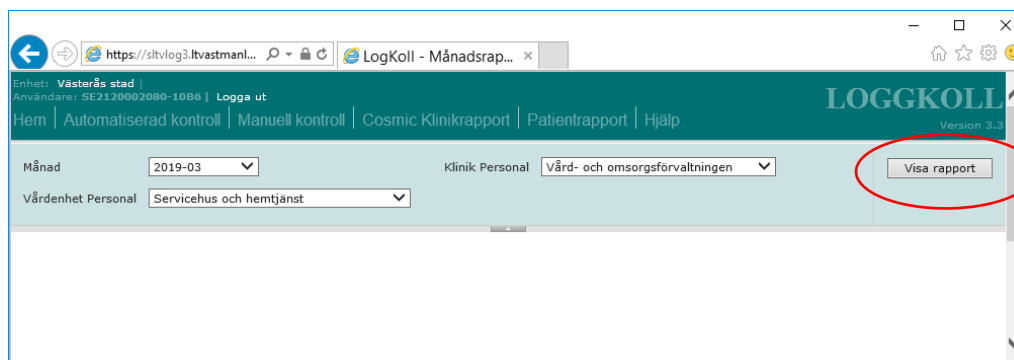 https://sltvlog3.ltvastmanl...
LogKoll - Månadsrap...
Enhet: Västerås stad |
Användare: SE2120002080-10B6 | Logga ut
LOGGKOLL
Version 3.3
Hem | Automatiserad kontroll | Manuell kontroll | Cosmic Klinikrapport | Patientrapport | Hjälp
Månad 2019-03 Klinik Personal Vård- och omsorgsförvaltningen Visa rapport
Vårdenhet Personal Servicehus och hemtjänst